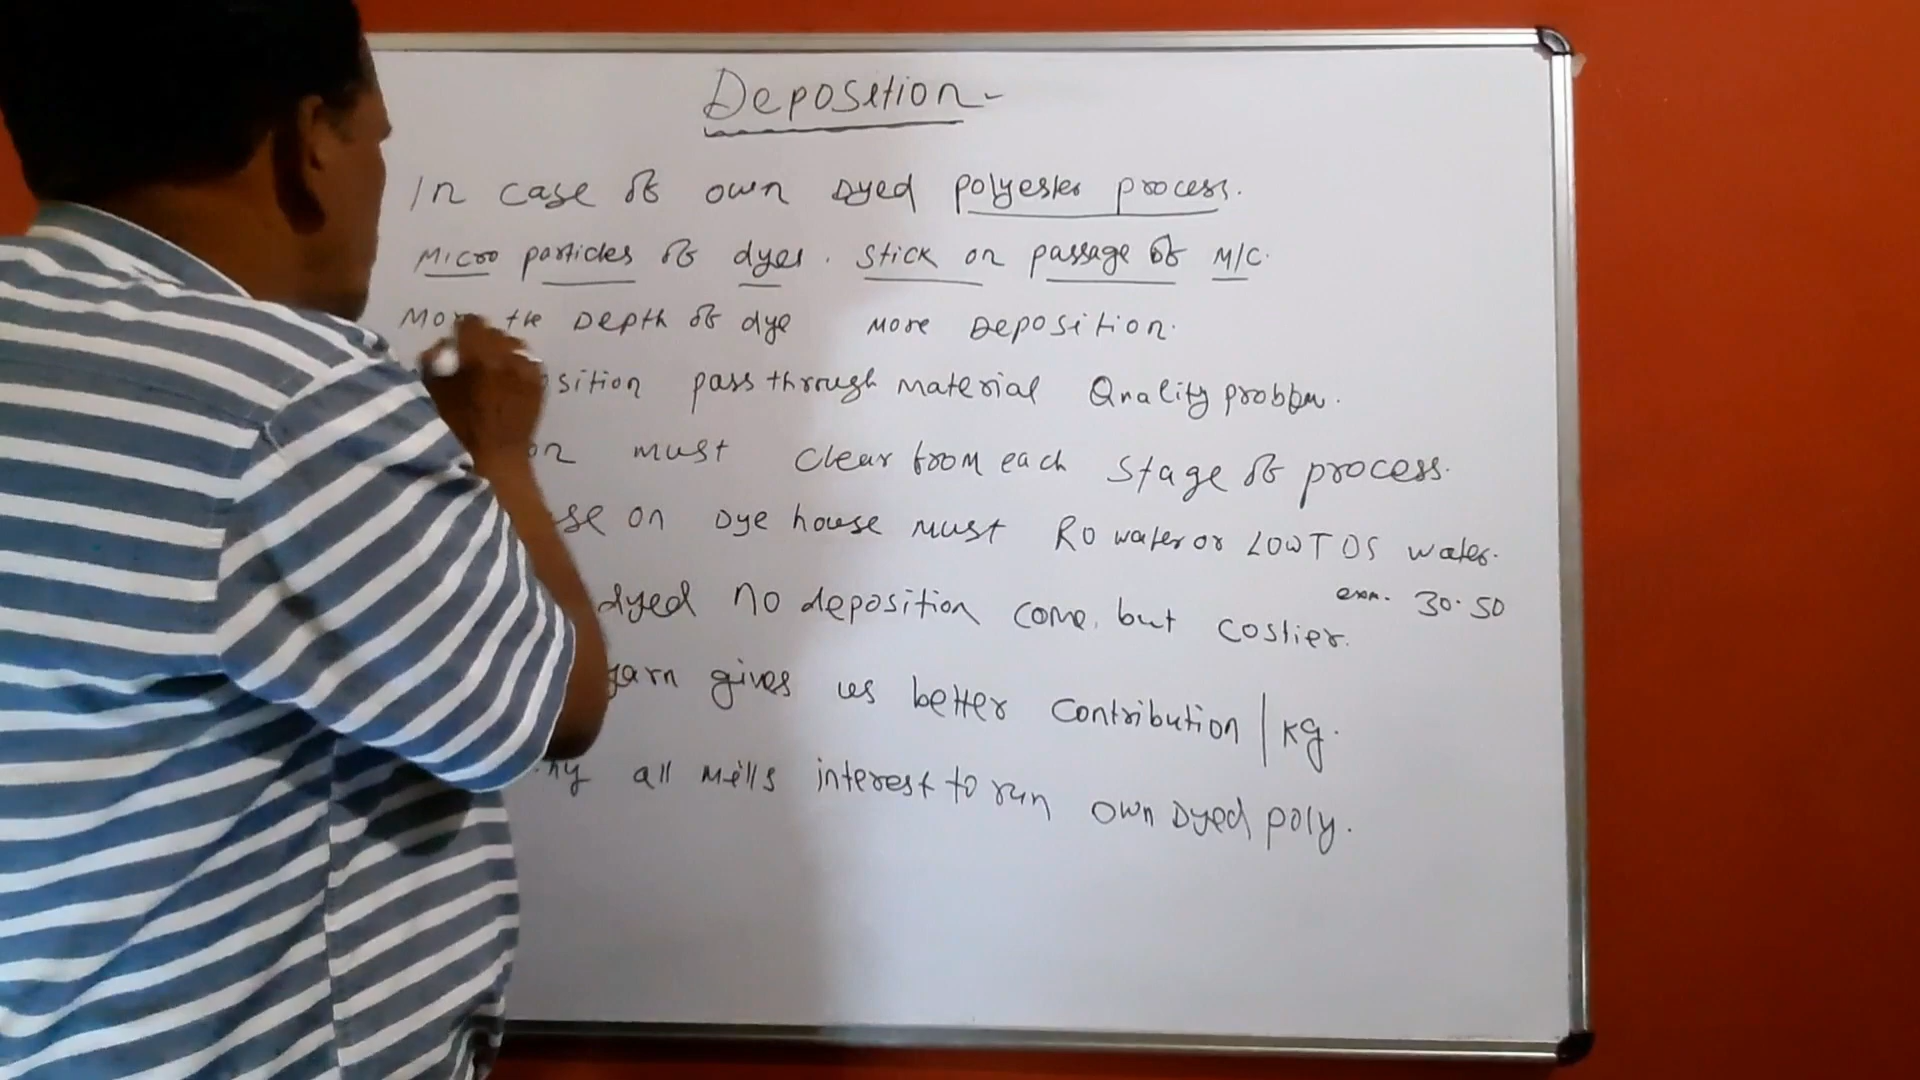 Deposition-
In case of own Dyed polyester process.
Micro particles of dyes. Stick on passage of M/C.
More the Depth of dye More Deposition.
sition pass through material Quality problem.
on must clear from each Stage of process.
se on Dye house must RO water or LOW TDS water.
exm. 30.50
dyed no deposition come, but costier.
yarn gives us better Contribution/kg.
hy all mills interest to run own Dyed poly.